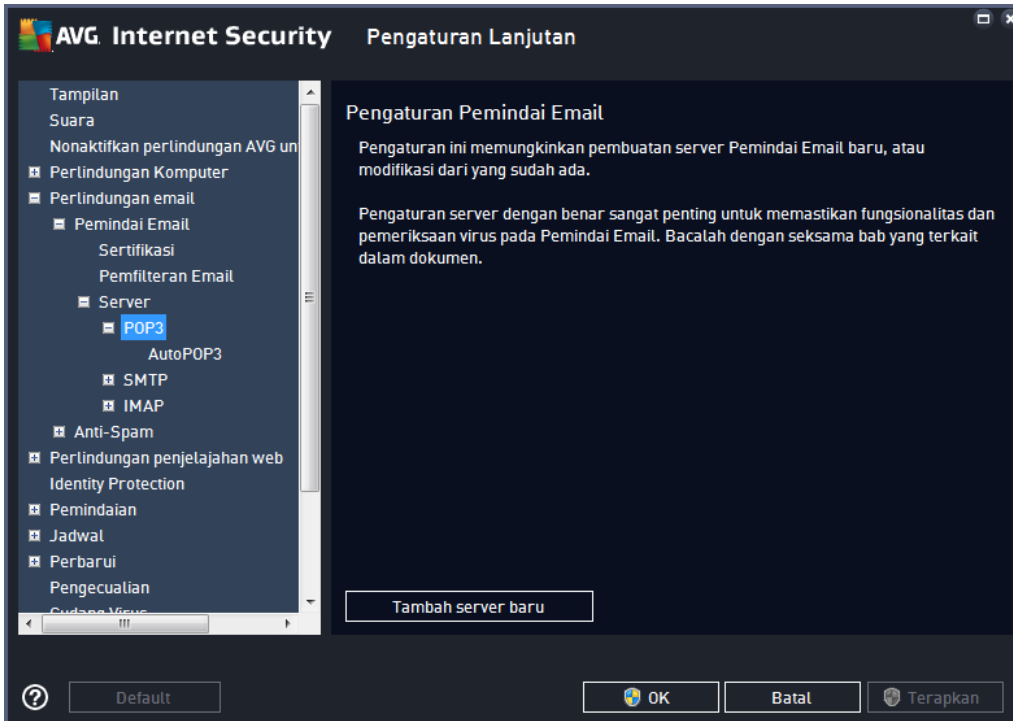 AVG Internet Security Pengaturan Lanjutan
Tampilan
Suara
Nonaktifkan perlindungan AVG un
Perlindungan Komputer
Perlindungan email
Pemindai Email
Sertifikasi
Pemfilteran Email
Server
POP3
AutoPOP3
SMTP
IMAP
Anti-Spam
Perlindungan penjelajahan web
Identity Protection
Pemindaian
Jadwal
Perbarui
Pengecualian
Gudang Virus
Pengaturan Pemindai Email
Pengaturan ini memungkinkan pembuatan server Pemindai Email baru, atau
modifikasi dari yang sudah ada.
Pengaturan server dengan benar sangat penting untuk memastikan fungsionalitas dan
pemeriksaan virus pada Pemindai Email. Bacalah dengan seksama bab yang terkait
dalam dokumen.
Tambah server baru
? Default OK Batal Terapkan